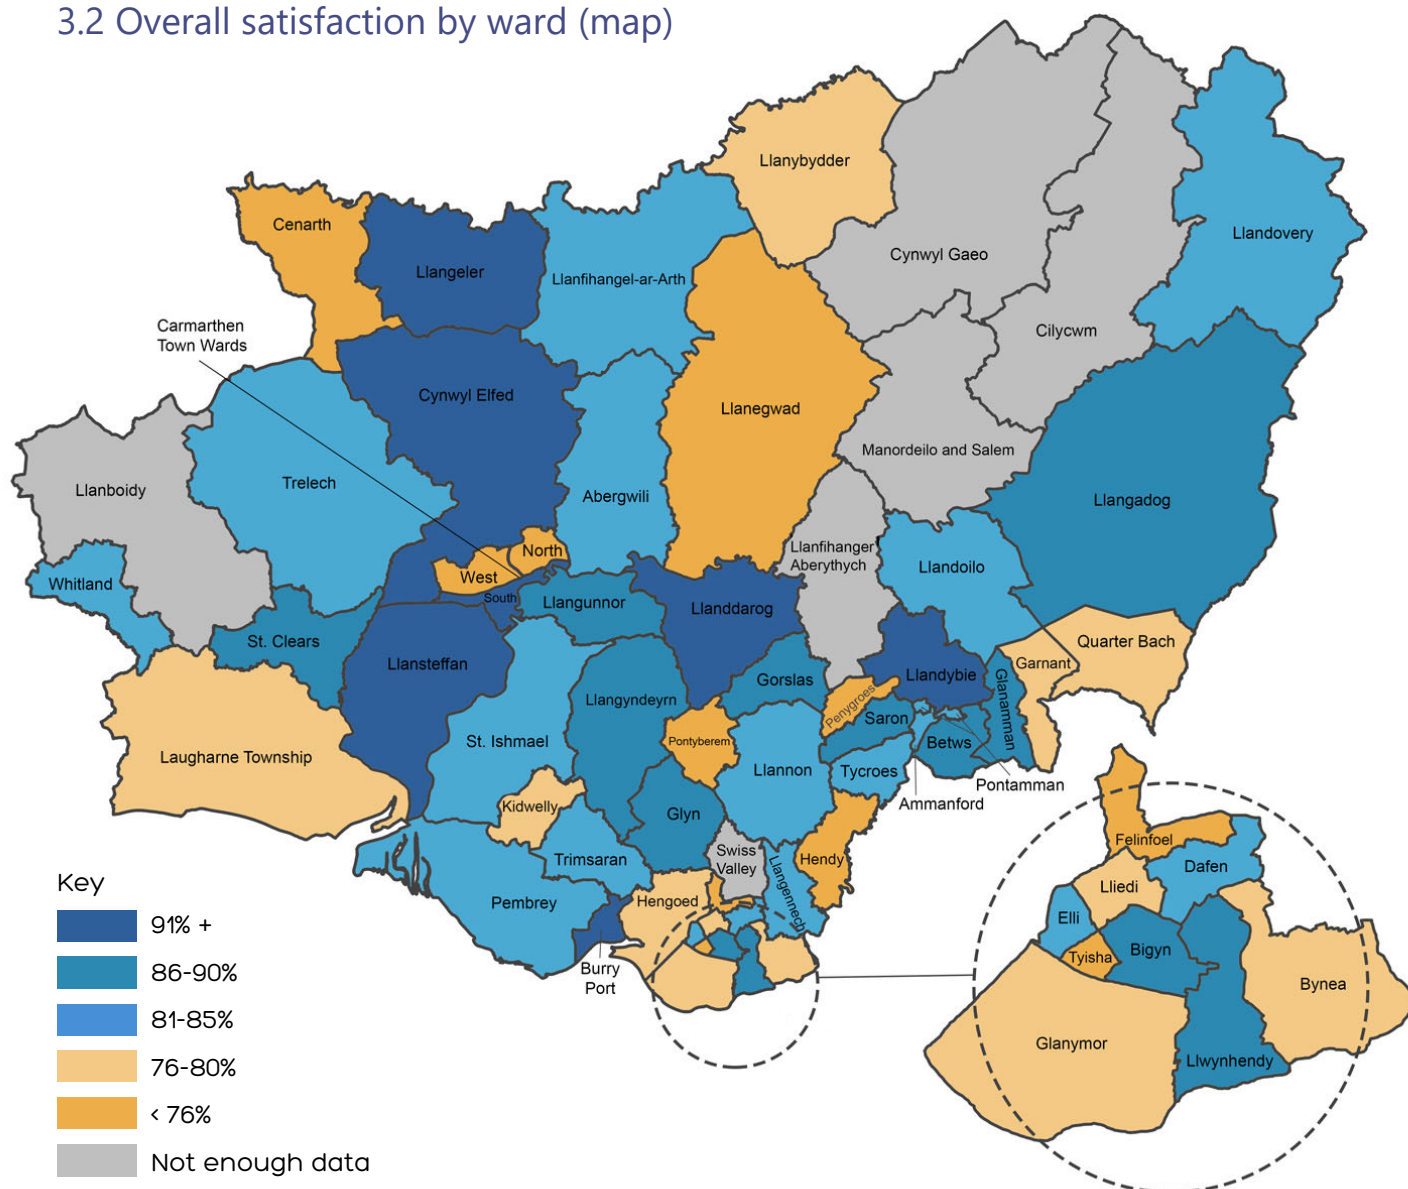 3.2 Overall satisfaction by ward (map)
Llanybydder
Cenarth
Llangeler
Llanfihangel-ar-Arth
Cynwyl Gaeo
Llandovery
Carmarthen
Town Wards
Cilycwm
Cynwyl Elfed
Llanegwad
Manordeilo and Salem
Llanboidy
Trelech
Abergwili
Llangadog
Llanfihanger
Aberythych
North
West
South
Whitland
Llandoilo
Llangunnor
Llanddarog
St. Clears
Quarter Bach
Garnant
Llansteffan
Llandybie
Glanamman
Gorslas
Llangyndeyrn
Penygroes
Saron
Laugharne Township
St. Ishmael
Pontyberem
Betws
Llannon
Tycroes
Pontamman
Ammanford
Kidwelly
Glyn
Swiss
Valley
Hendy
Trimsaran
Llangennech
Pembrey
Hengoed
Burry
Port
Felinfoel
Dafen
Lliedi
Elli
Bigyn
Tyisha
Bynea
Glanymor
Llwynhendy
Key
91% +
86-90%
81-85%
76-80%
< 76%
Not enough data